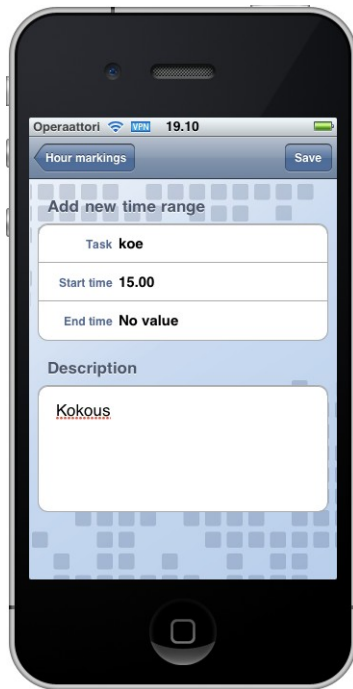 Operaattori VPN 19.10
Hour markings Save
Add new time range
Task koe
Start time 15.00
End time No value
Description
Kokous